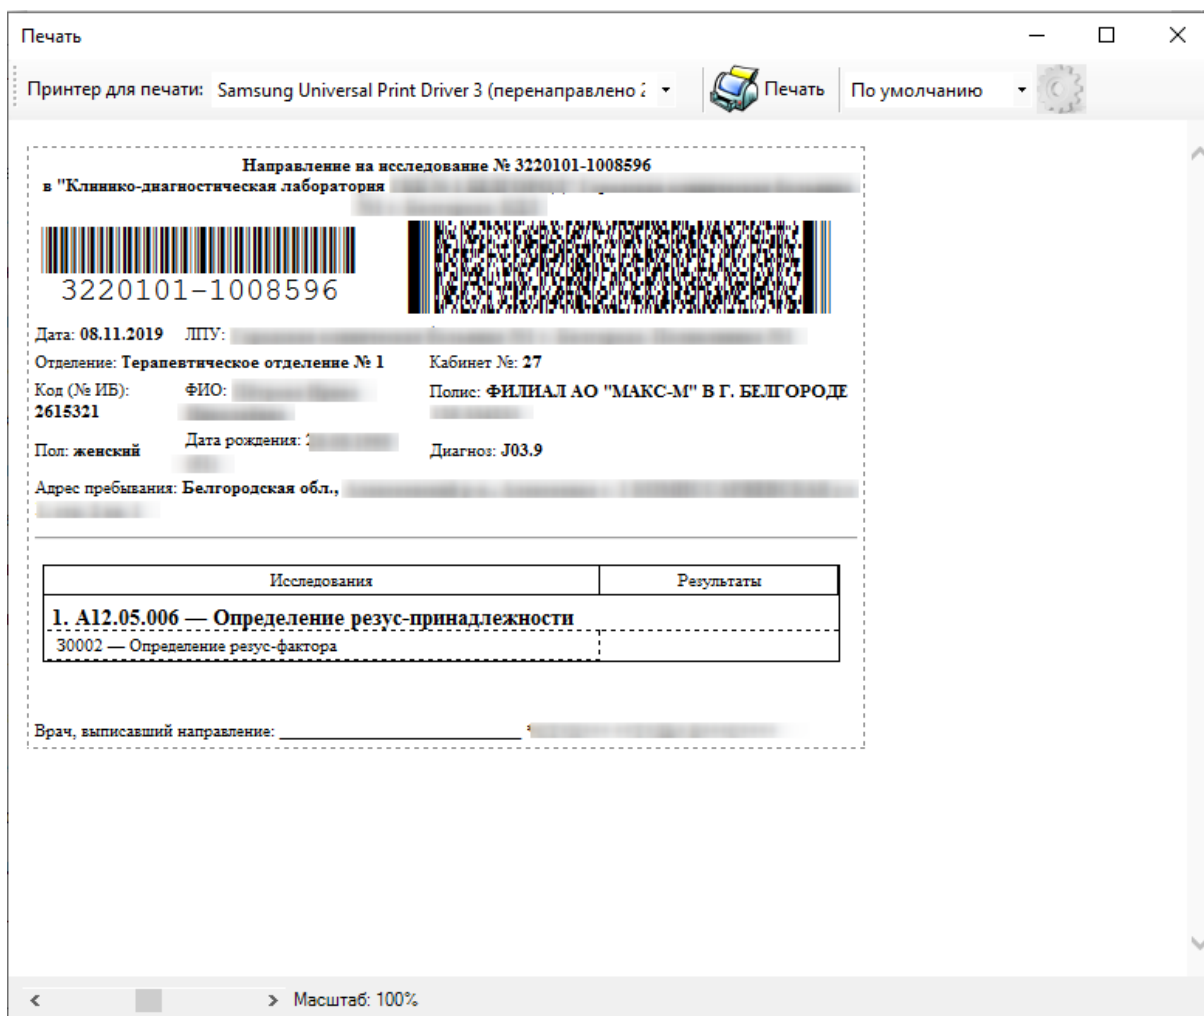 Печать
Принтер для печати: Samsung Universal Print Driver 3 (перенаправлено 2 Печать По умолчанию
Направление на исследование № 3220101-1008596
в "Клинико-диагностическая лаборатория
3220101-1008596
Дата: 08.11.2019 ЛПУ:
Отделение: Терапевтическое отделение № 1 Кабинет №: 27
Код (№ ИБ): ФИО: Полис: ФИЛИАЛ АО "МАКС-М" В Г. БЕЛГОРОДЕ
2615321
Пол: женский Дата рождения: Диагноз: J03.9
Адрес пребывания: Белгородская обл.,
Исследования Результаты
1. A12.05.006 — Определение резус-принадлежности
30002 — Определение резус-фактора
Врач, выписавший направление:
Масштаб: 100%